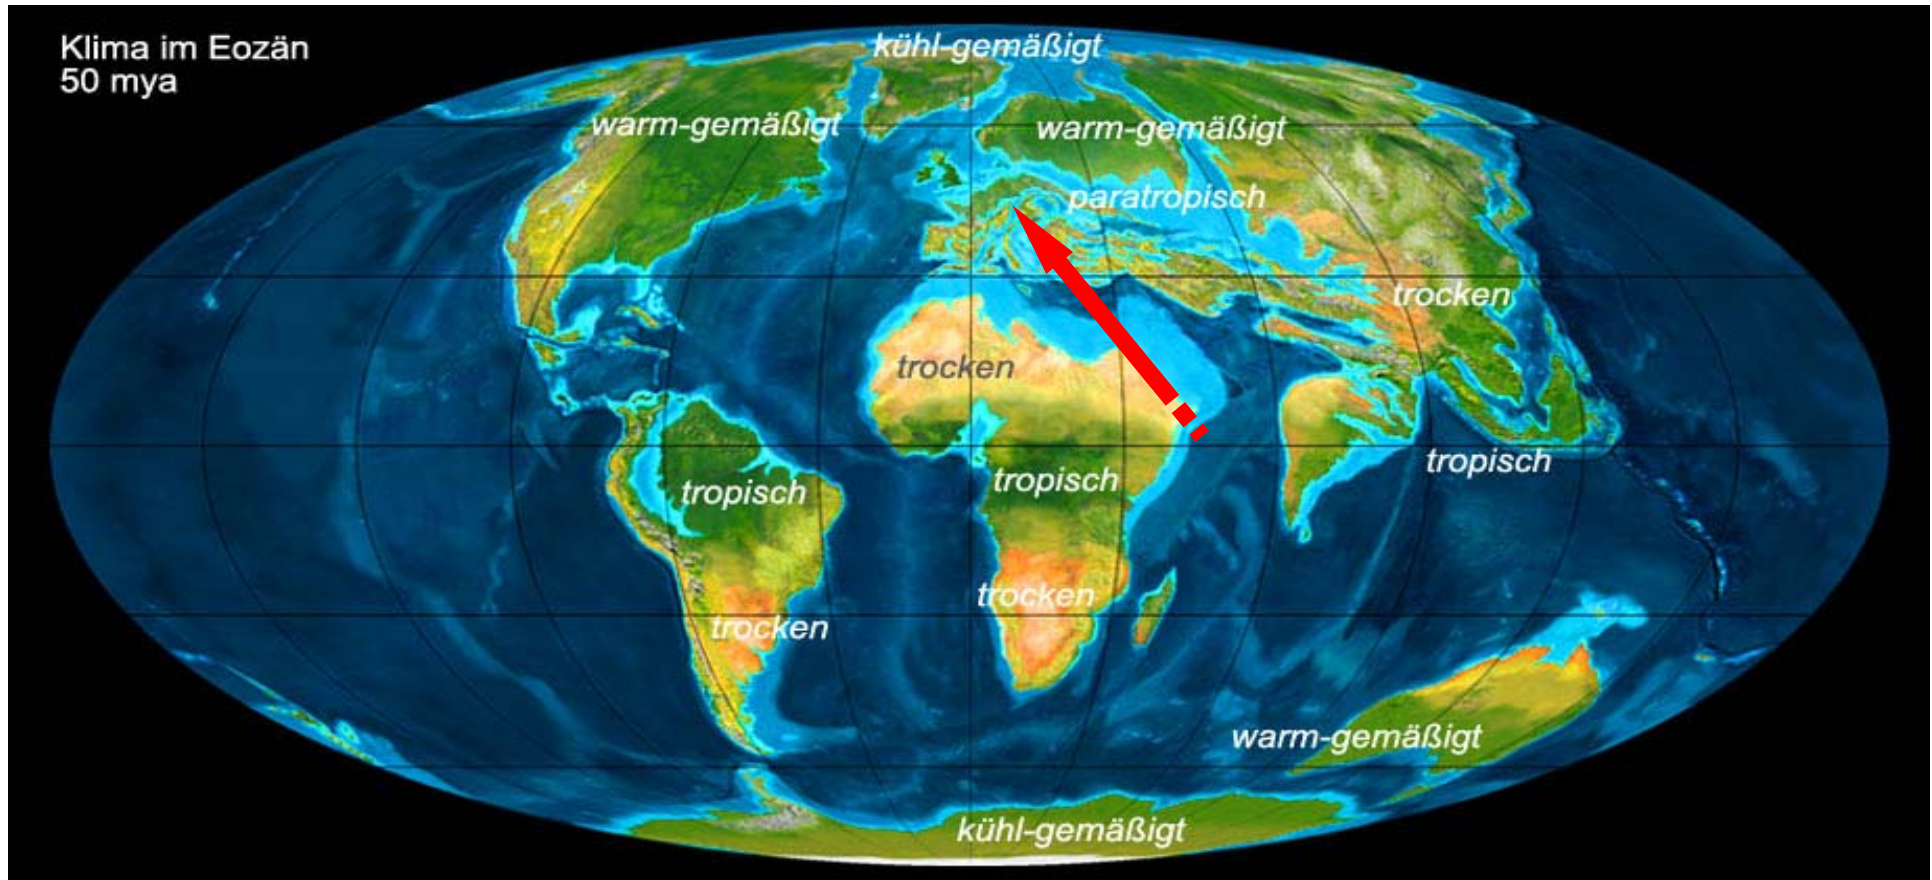 Klima im Eozän
50 mya
kühl-gemäßigt
warm-gemäßigt
warm-gemäßigt
paratropisch
trocken
trocken
tropisch
tropisch
tropisch
trocken
trocken
warm-gemäßigt
kühl-gemäßigt